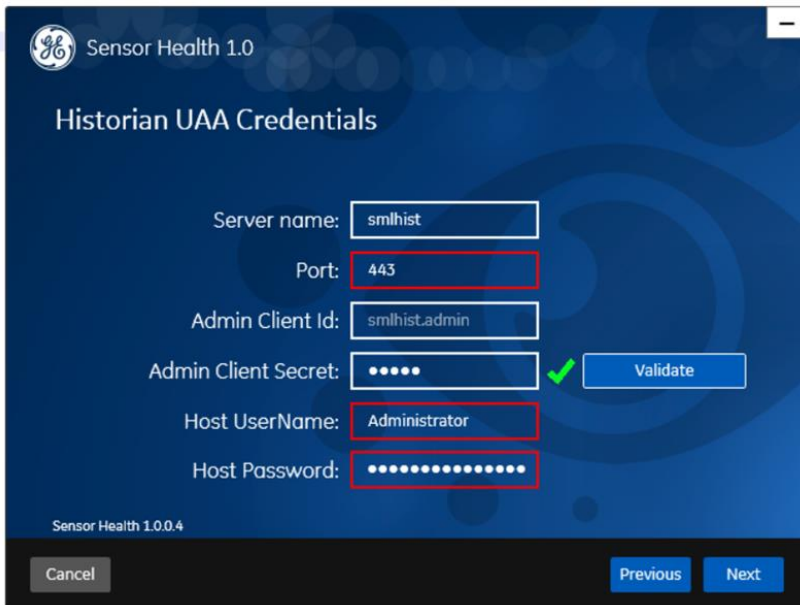 Sensor Health 1.0
Historian UAA Credentials
Server name: smlhist
Port: 443
Admin Client Id: smlhist.admin
Admin Client Secret: ●●●●● Validate
Host UserName: Administrator
Host Password: ●●●●●●●●●●●●●●●
Sensor Health 1.0.0.4
Cancel Previous Next